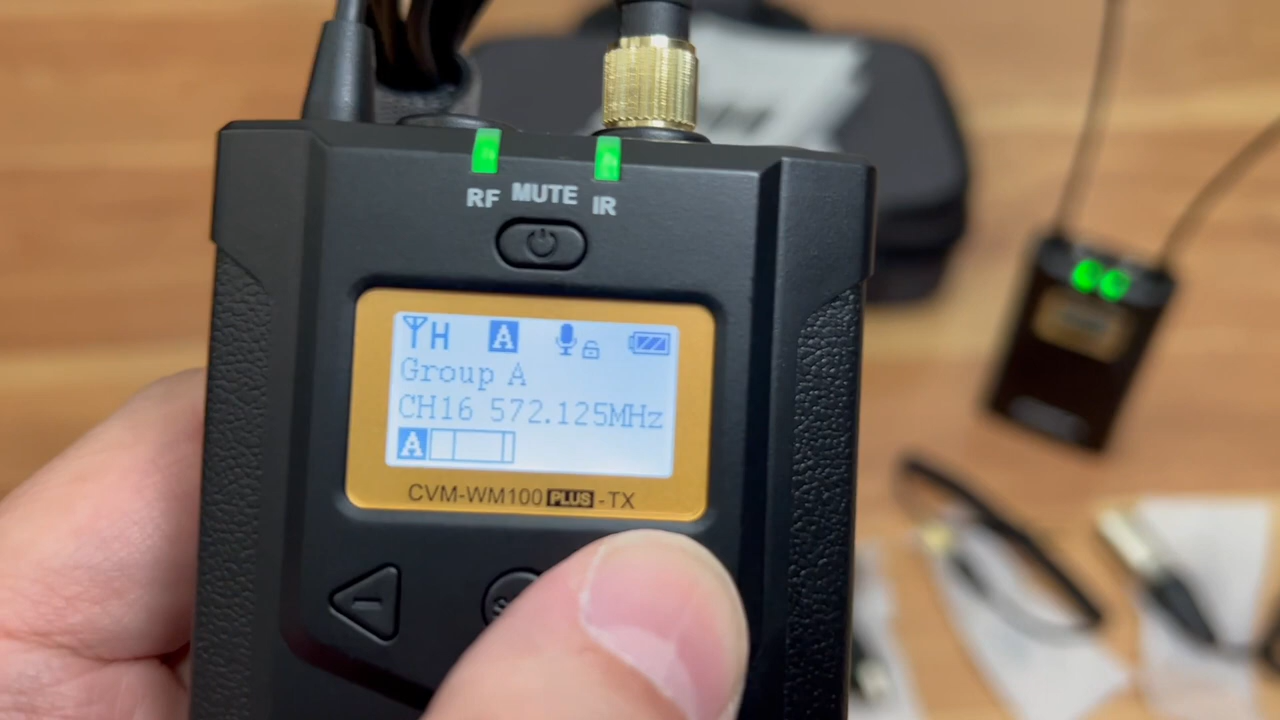 RF MUTE IR
H A
Group A
CH16 572.125MHz
A
CVM-WM100 PLUS -TX